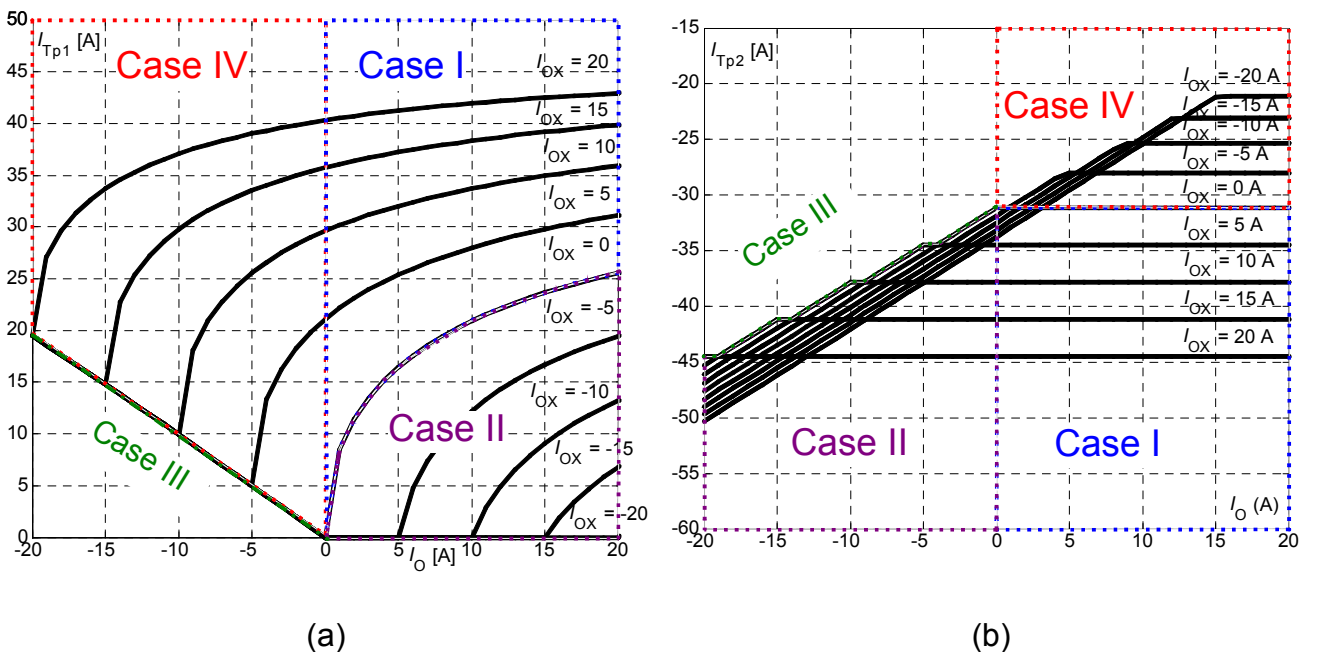 50
I_Tp1 [A]
Case IV
Case I
I_OX = 20
45
I_OX = 15
40
I_OX = 10
35
I_OX = 5
30
I_OX = 0
25
I_OX = -5
20
I_OX = -10
15
Case II
10
Case III
I_OX = -15
5
I_OX = -20
0
-20 -15 -10 -5 0 5 10 15 20
I_O [A]
(a)
-15
I_Tp2 [A]
-20
I_OX = -20 A
Case IV
I_OX = -15 A
-25
I_OX = -10 A
I_OX = -5 A
-30
I_OX = 0 A
Case III
I_OX = 5 A
-35
I_OX = 10 A
-40
I_OX = 15 A
I_OX = 20 A
-45
-50
Case II
Case I
-55
I_O (A)
-60
-20 -15 -10 -5 0 5 10 15 20
(b)